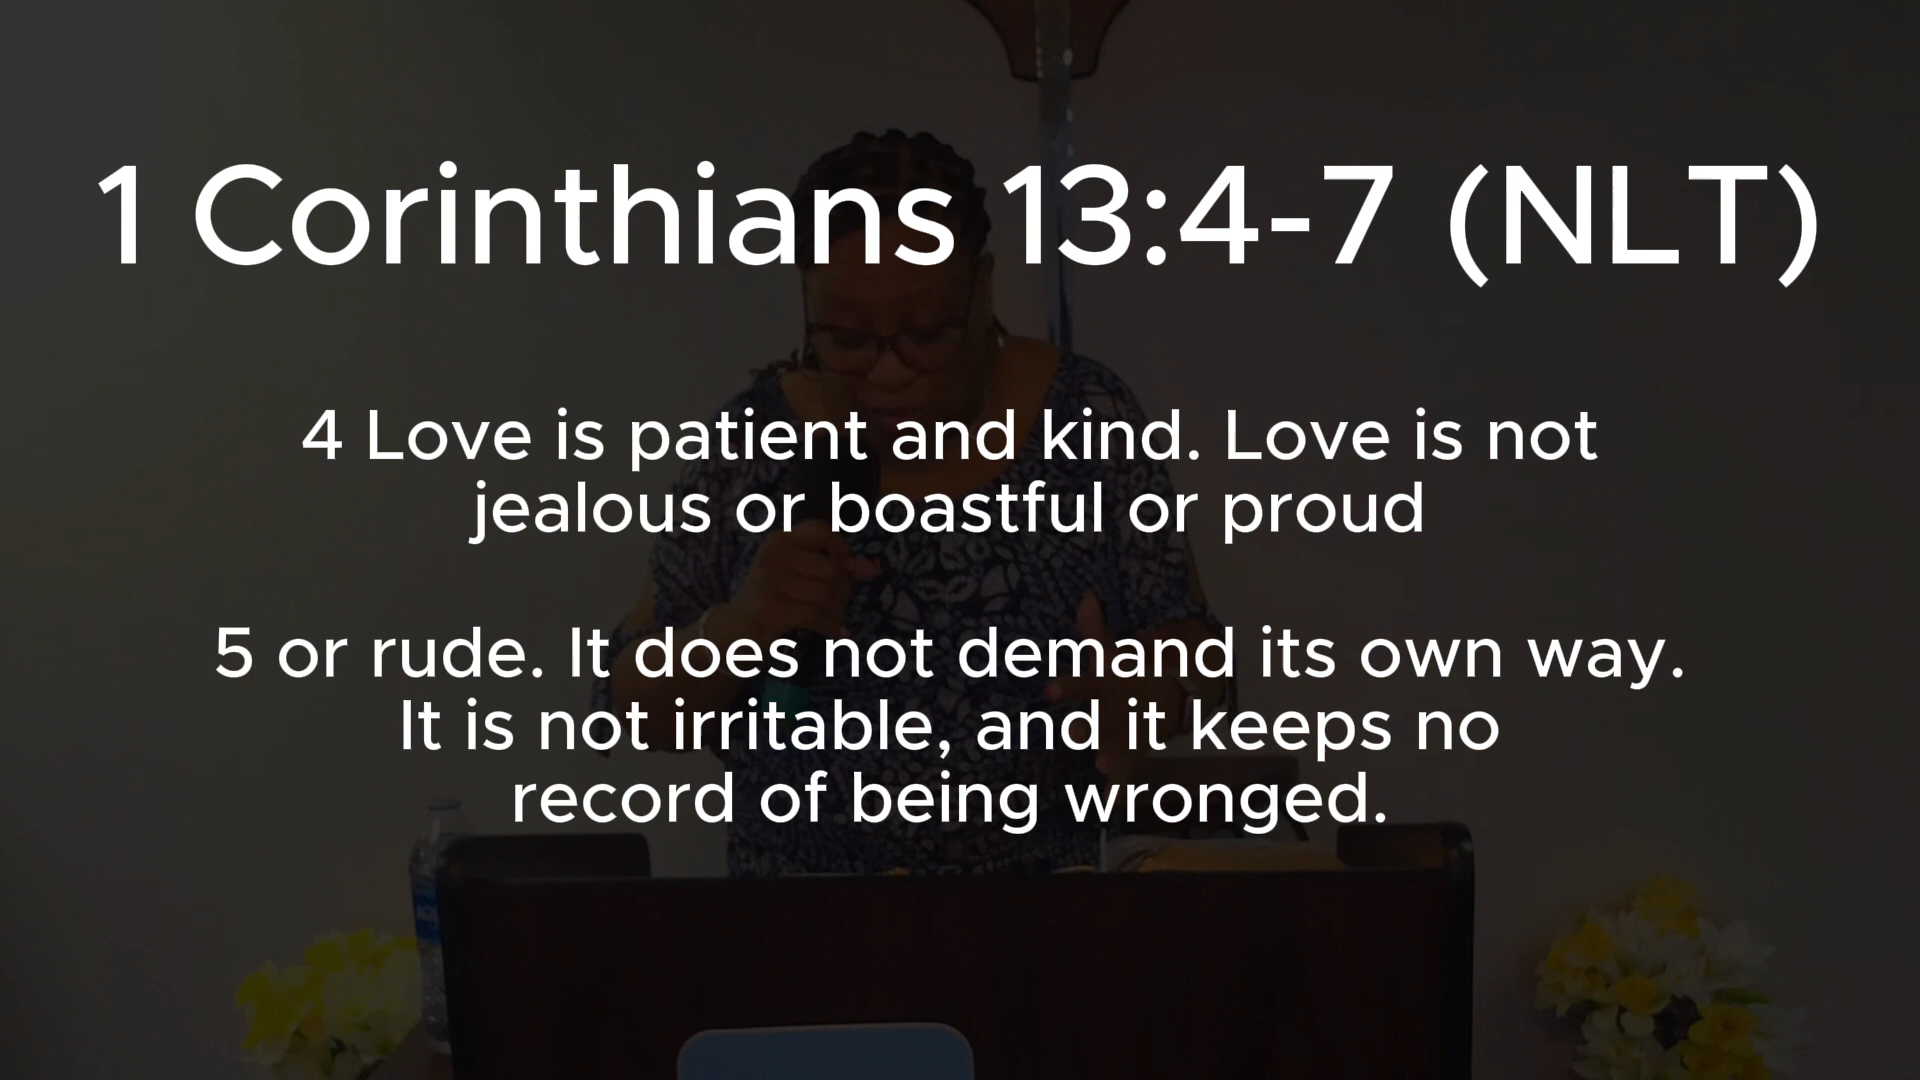 1 Corinthians 13:4-7 (NLT)
4 Love is patient and kind. Love is not
jealous or boastful or proud
5 or rude. It does not demand its own way.
It is not irritable, and it keeps no
record of being wronged.